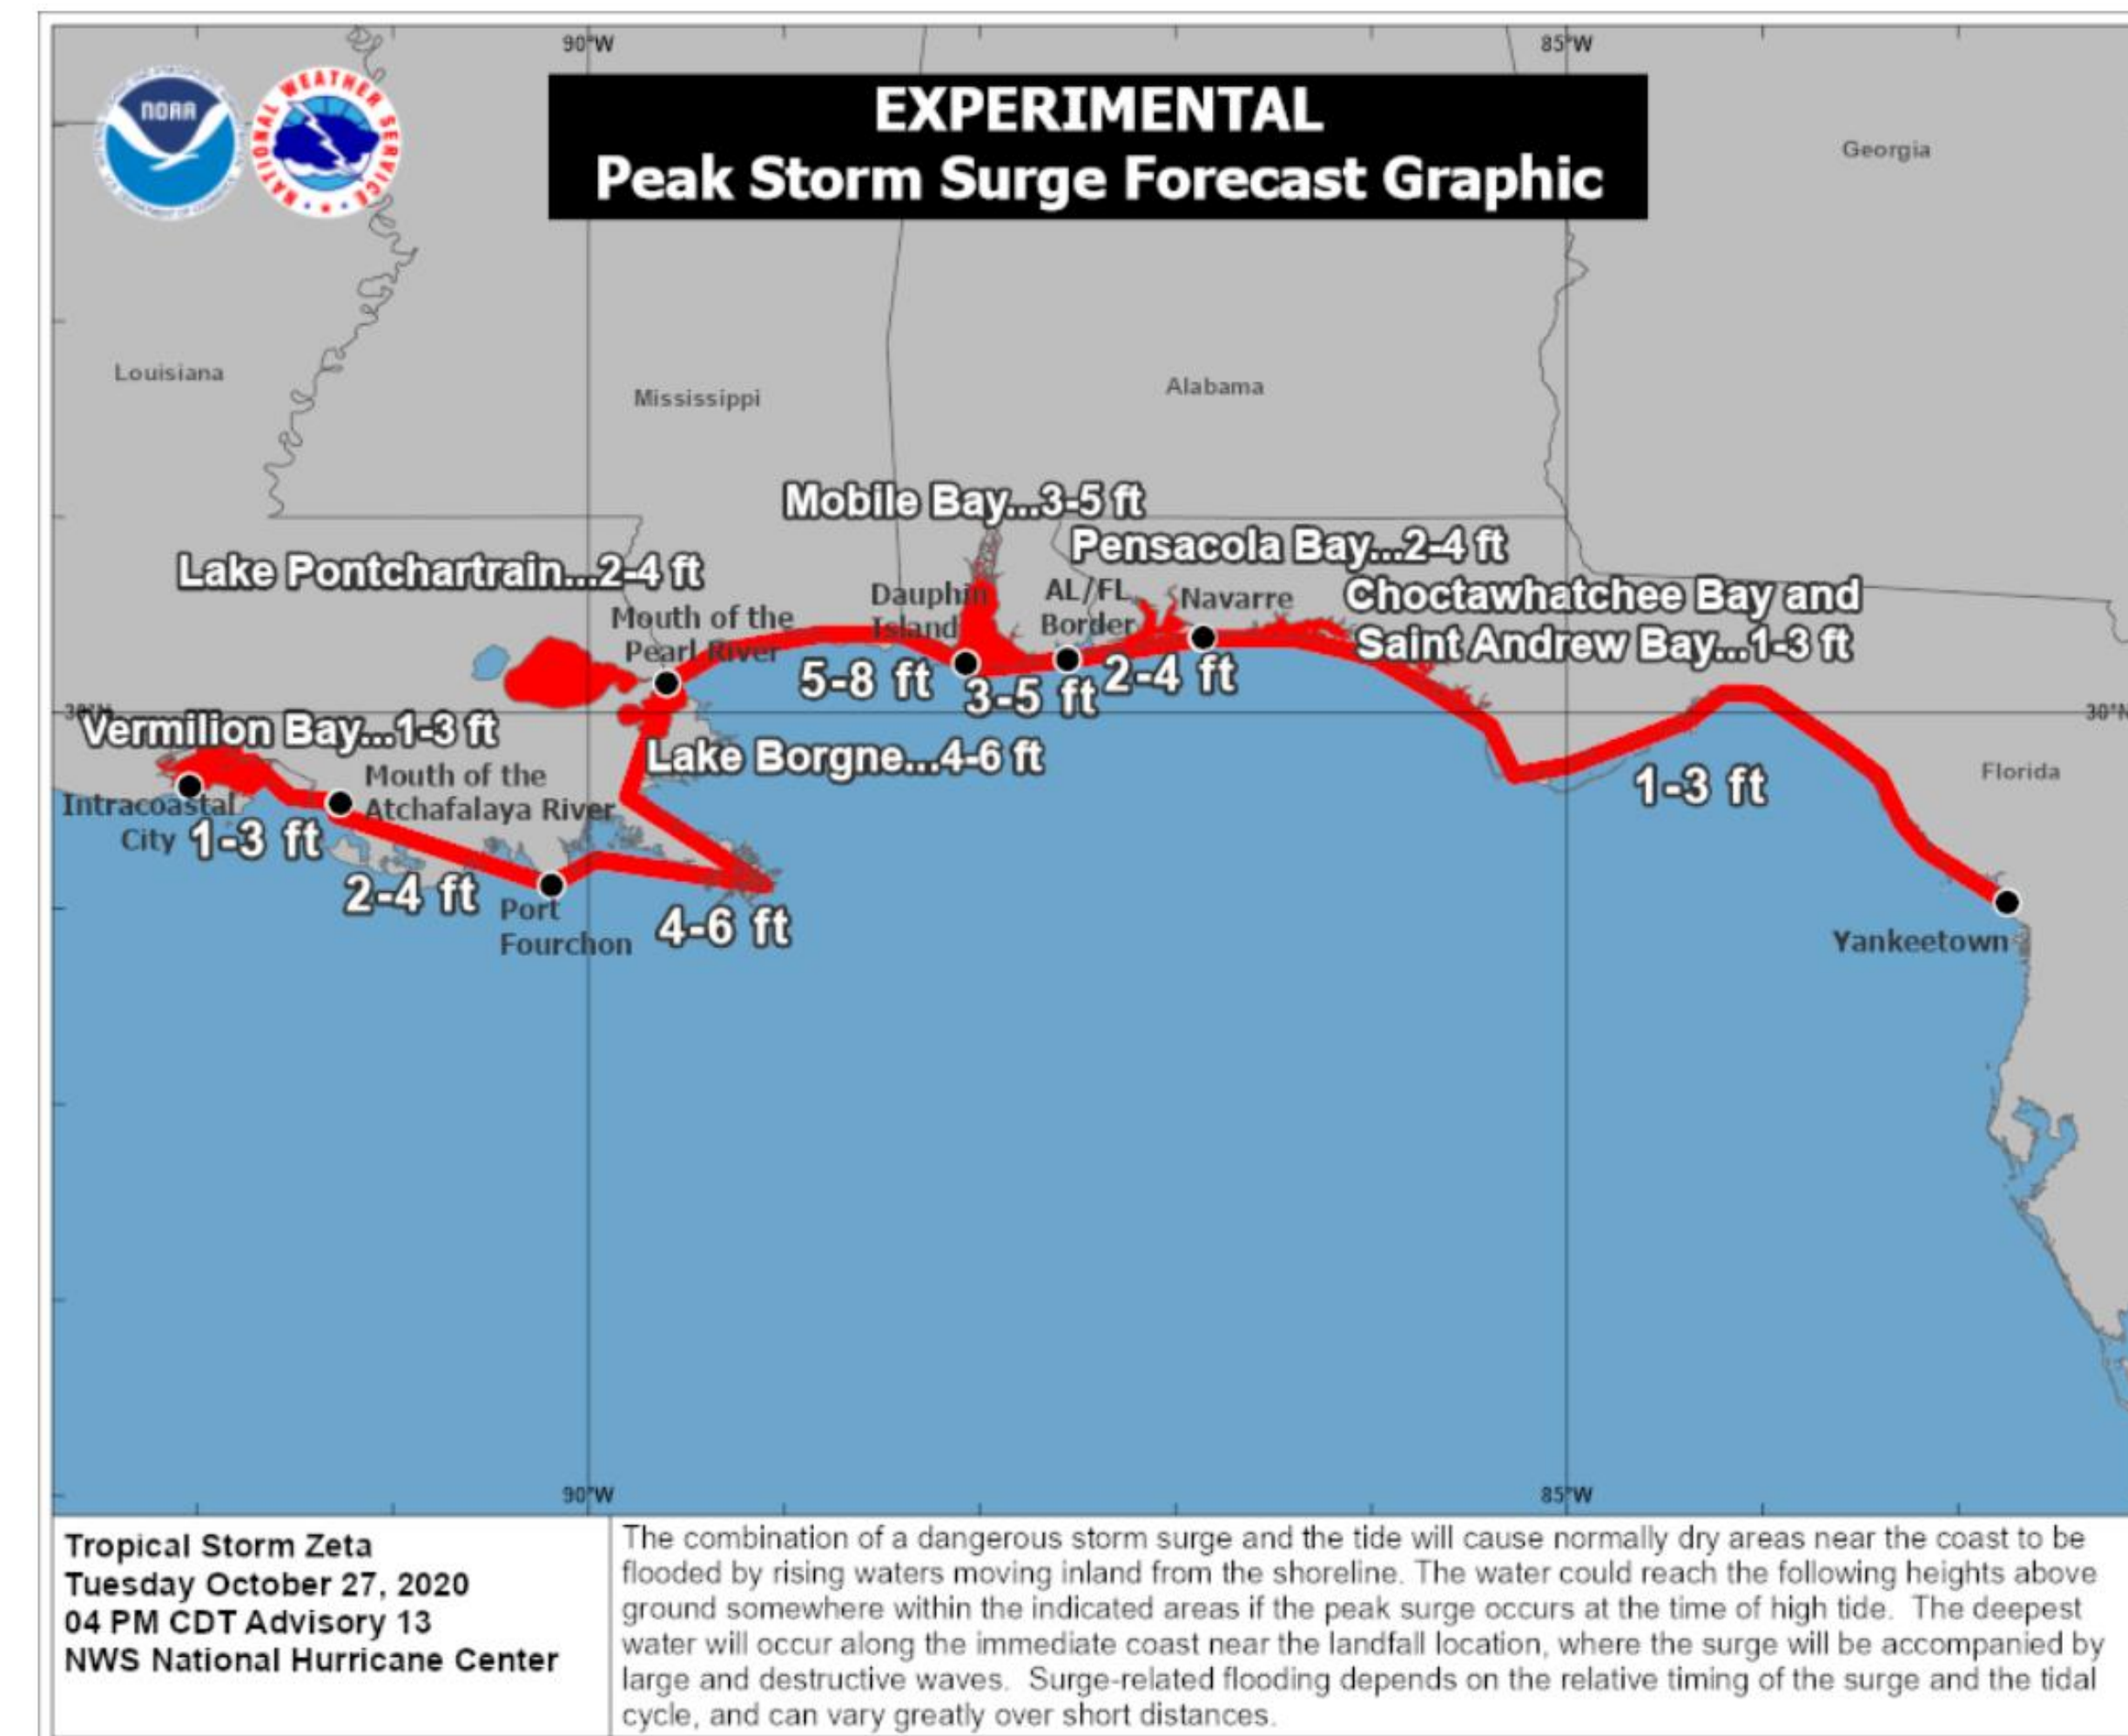 90°W
85°W
NOAA
NATIONAL WEATHER SERVICE
EXPERIMENTAL
Peak Storm Surge Forecast Graphic
Georgia
Louisiana
Mississippi
Alabama
Mobile Bay...3-5 ft
Pensacola Bay...2-4 ft
Lake Pontchartrain...2-4 ft
Dauphin
Island
AL/FL
Border
Navarre
Choctawhatchee Bay and
Saint Andrew Bay...1-3 ft
Mouth of the
Pearl River
5-8 ft
3-5 ft
2-4 ft
30°N
30°N
Vermilion Bay...1-3 ft
Lake Borgne...4-6 ft
Mouth of the
Atchafalaya River
Intracoastal
City
1-3 ft
1-3 ft
Florida
2-4 ft
Port
Fourchon
4-6 ft
Yankeetown
90°W
85°W
Tropical Storm Zeta
Tuesday October 27, 2020
04 PM CDT Advisory 13
NWS National Hurricane Center
The combination of a dangerous storm surge and the tide will cause normally dry areas near the coast to be
flooded by rising waters moving inland from the shoreline. The water could reach the following heights above
ground somewhere within the indicated areas if the peak surge occurs at the time of high tide. The deepest
water will occur along the immediate coast near the landfall location, where the surge will be accompanied by
large and destructive waves. Surge-related flooding depends on the relative timing of the surge and the tidal
cycle, and can vary greatly over short distances.